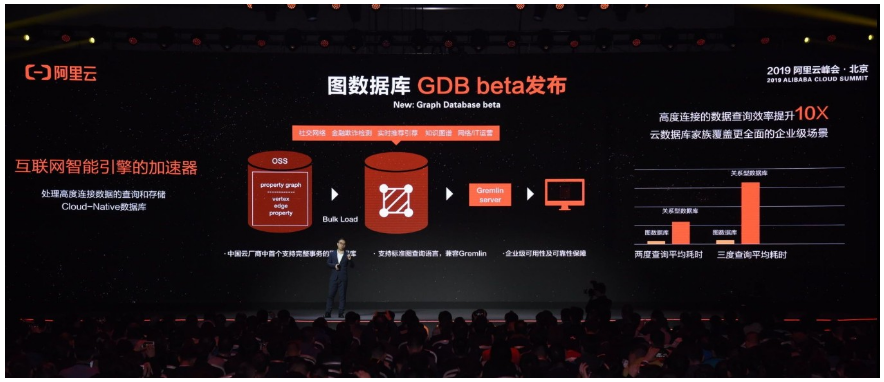 阿里云
2019 阿里云峰会·北京
2019 ALIBABA CLOUD SUMMIT
图数据库 GDB beta发布
New: Graph Database beta
社交网络 金融欺诈检测 实时推荐引荐 知识图谱 网络/IT运营
互联网智能引擎的加速器
处理高度连接数据的查询和存储
Cloud-Native数据库
OSS
property graph
vertex
edge
property
Bulk Load
Gremlin
server
·中国云厂商中首个支持完整事务的
库
·支持标准图查询语言，兼容Gremlin
·企业级可用性及可靠性保障
高度连接的数据查询效率提升10X
云数据库家族覆盖更全面的企业级场景
关系型数据库
关系型数据库
图数据库
图数据库
两度查询平均耗时
三度查询平均耗时